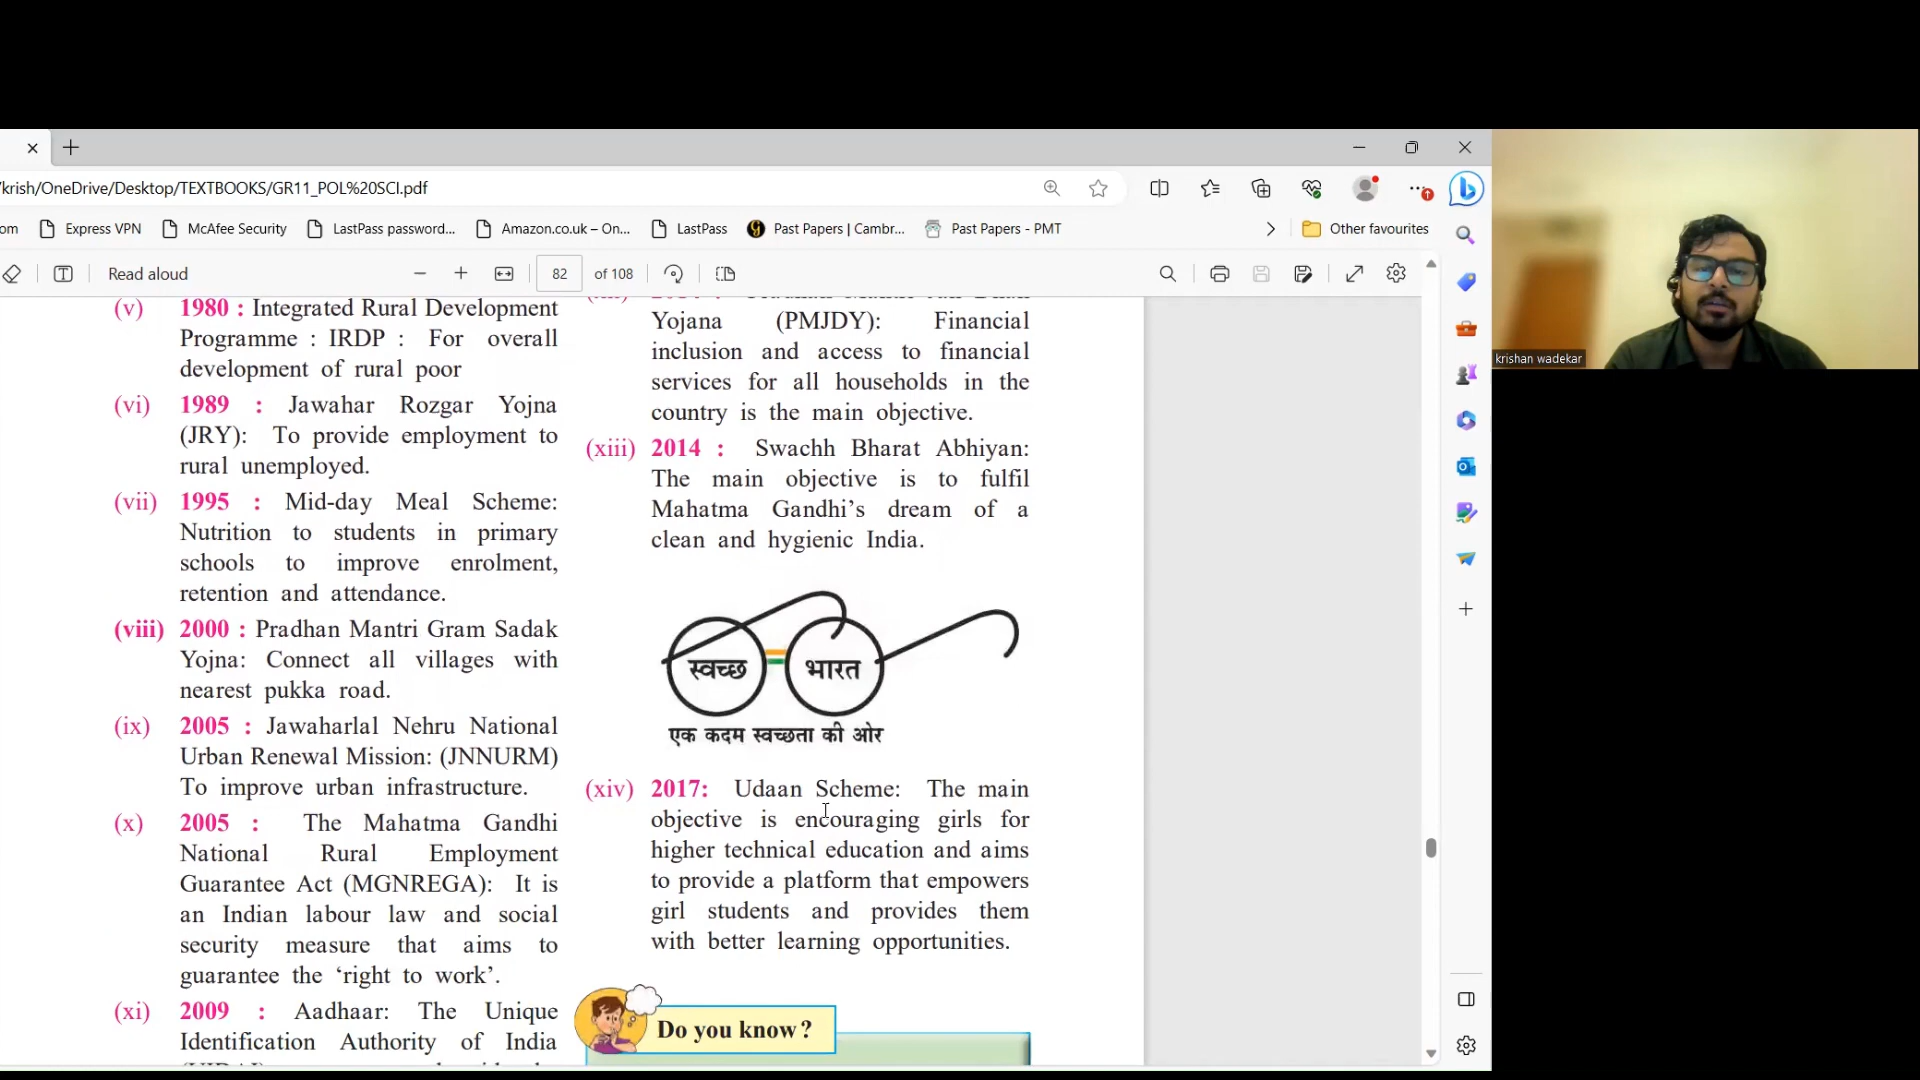 /krish/OneDrive/Desktop/TEXTBOOKS/GR11_POL%20SCI.pdf
om
Express VPN
McAfee Security
LastPass password...
Amazon.co.uk – On...
LastPass
Past Papers | Cambr...
Past Papers - PMT
Other favourites
Read aloud
82
of 108
(v) 1980 : Integrated Rural Development
Programme : IRDP : For overall
development of rural poor
(vi) 1989 : Jawahar Rozgar Yojna
(JRY): To provide employment to
rural unemployed.
(vii) 1995 : Mid-day Meal Scheme:
Nutrition to students in primary
schools to improve enrolment,
retention and attendance.
(viii) 2000 : Pradhan Mantri Gram Sadak
Yojna: Connect all villages with
nearest pukka road.
(ix) 2005 : Jawaharlal Nehru National
Urban Renewal Mission: (JNNURM)
To improve urban infrastructure.
(x) 2005 : The Mahatma Gandhi
National Rural Employment
Guarantee Act (MGNREGA): It is
an Indian labour law and social
security measure that aims to
guarantee the ‘right to work’.
(xi) 2009 : Aadhaar: The Unique
Identification Authority of India
Yojana (PMJDY): Financial
inclusion and access to financial
services for all households in the
country is the main objective.
(xiii) 2014 : Swachh Bharat Abhiyan:
The main objective is to fulfil
Mahatma Gandhi’s dream of a
clean and hygienic India.
स्वच्छ भारत
एक कदम स्वच्छता की ओर
(xiv) 2017: Udaan Scheme: The main
objective is encouraging girls for
higher technical education and aims
to provide a platform that empowers
girl students and provides them
with better learning opportunities.
Do you know?
krishan wadekar